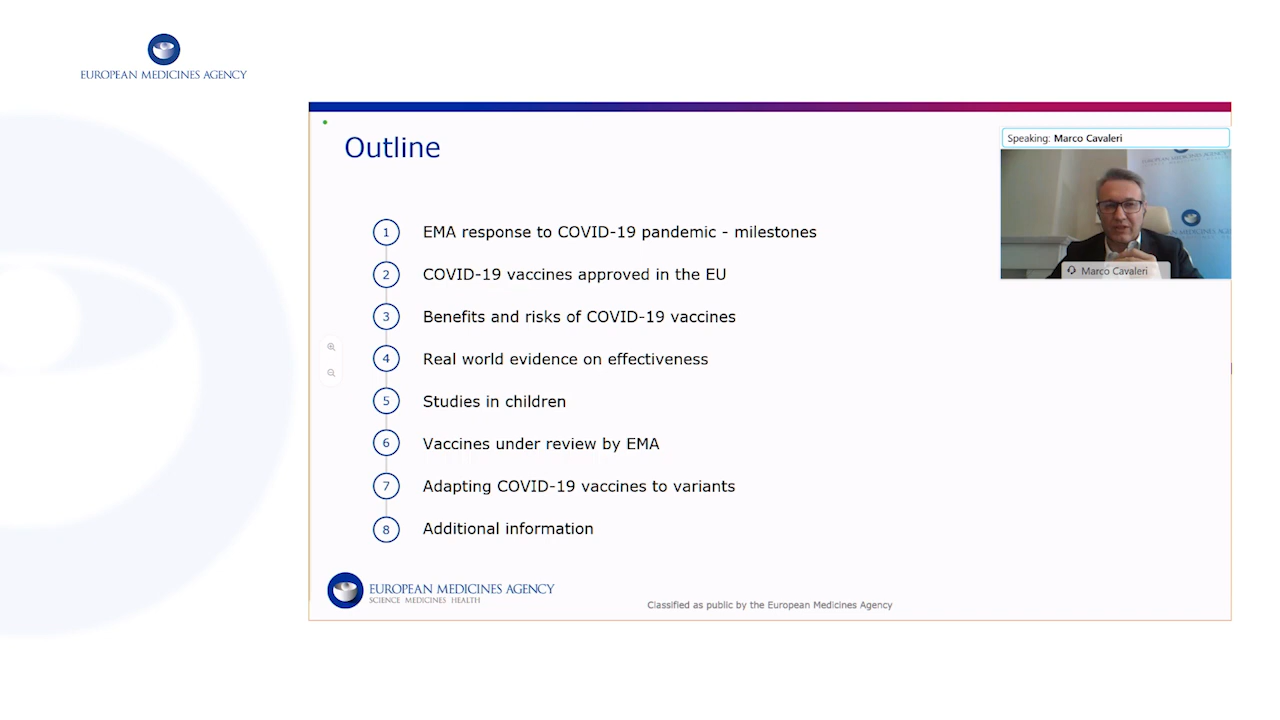 EUROPEAN MEDICINES AGENCY
Outline
Speaking: Marco Cavaleri
Marco Cavaleri
1 EMA response to COVID-19 pandemic - milestones
2 COVID-19 vaccines approved in the EU
3 Benefits and risks of COVID-19 vaccines
4 Real world evidence on effectiveness
5 Studies in children
6 Vaccines under review by EMA
7 Adapting COVID-19 vaccines to variants
8 Additional information
EUROPEAN MEDICINES AGENCY
SCIENCE MEDICINES HEALTH
Classified as public by the European Medicines Agency